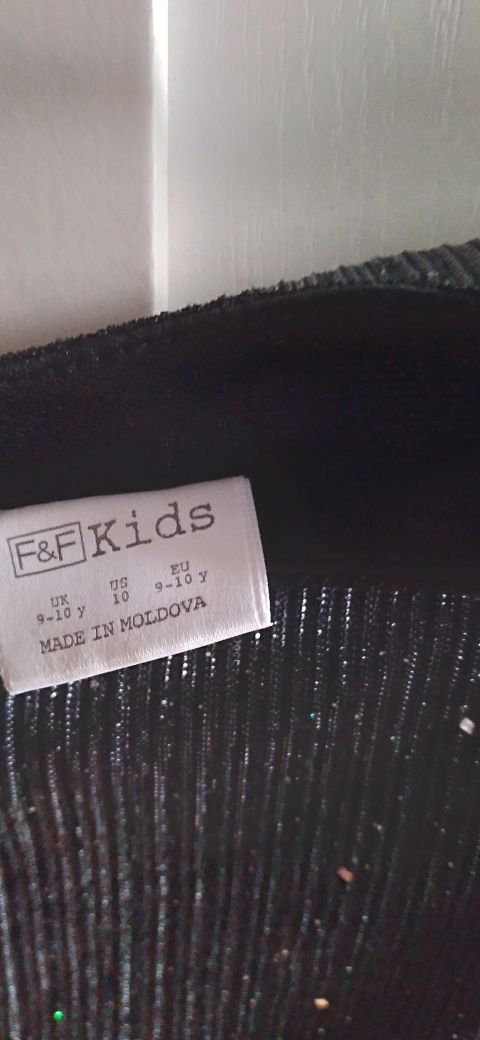 F&F Kids
UK US EU
9-10 y 10 9-10 y
MADE IN MOLDOVA